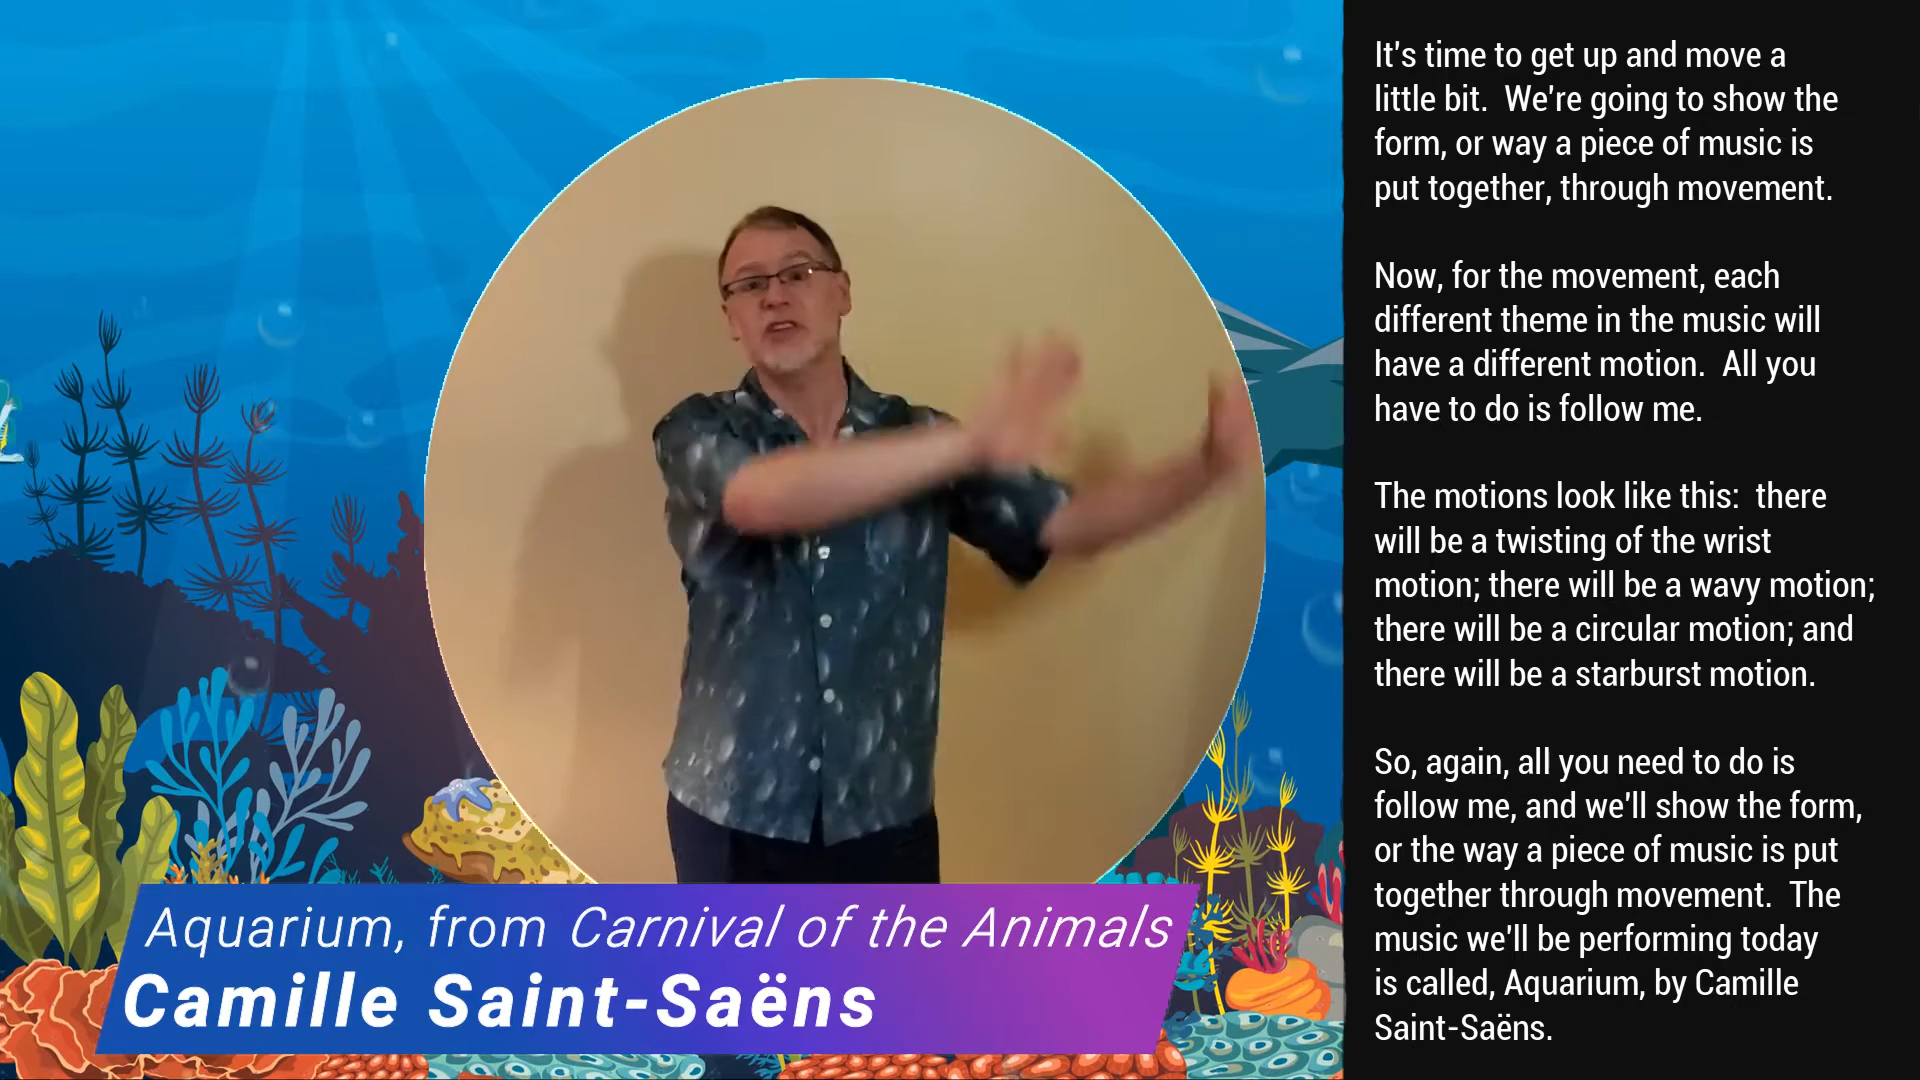 It's time to get up and move a
little bit.  We're going to show the
form, or way a piece of music is
put together, through movement.
Now, for the movement, each
different theme in the music will
have a different motion.  All you
have to do is follow me.
The motions look like this:  there
will be a twisting of the wrist
motion; there will be a wavy motion;
there will be a circular motion; and
there will be a starburst motion.
So, again, all you need to do is
follow me, and we'll show the form,
or the way a piece of music is put
together through movement.  The
music we'll be performing today
is called, Aquarium, by Camille
Saint-Saëns.
Aquarium, from Carnival of the Animals
Camille Saint-Saëns